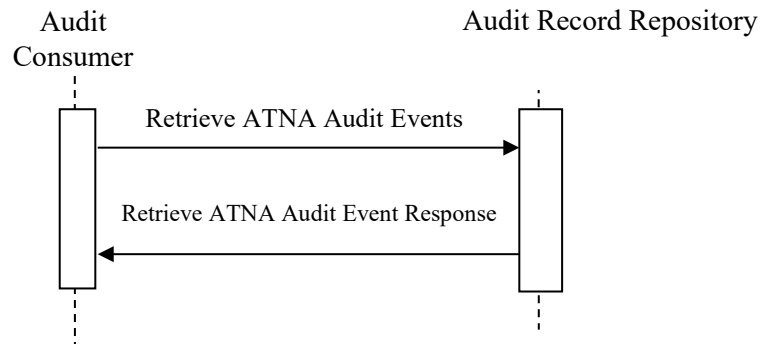 Audit
Consumer
Audit Record Repository
Retrieve ATNA Audit Events
Retrieve ATNA Audit Event Response